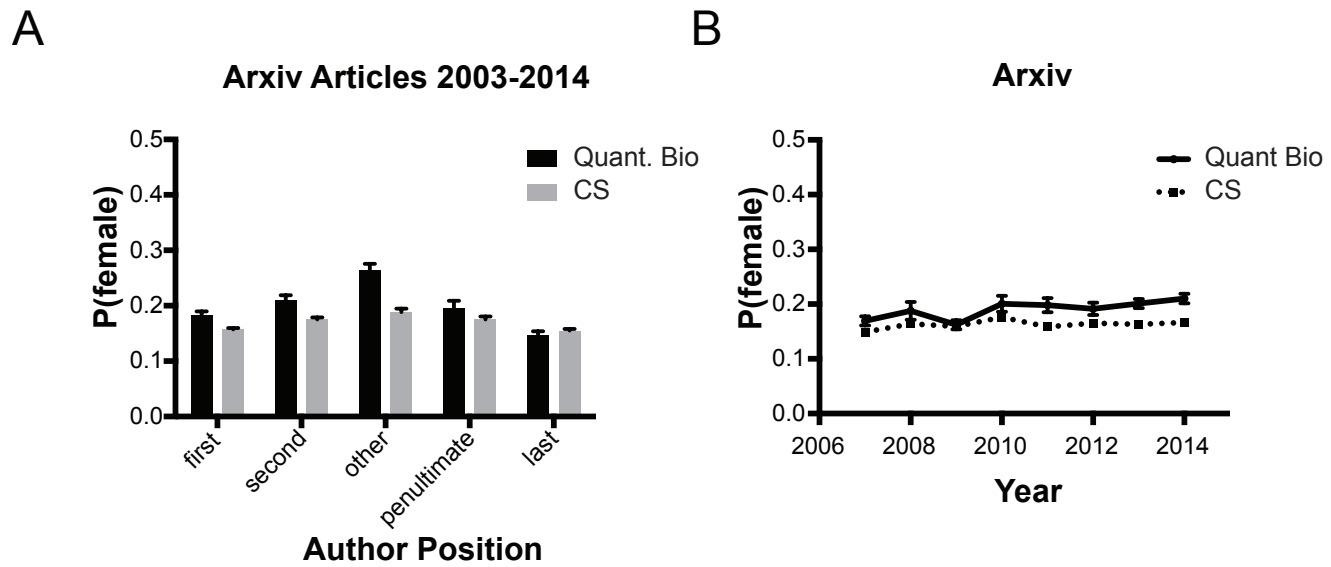 A
Arxiv Articles 2003-2014
0.5
0.4
0.3
0.2
0.1
0.0
P(female)
Quant. Bio
CS
first
second
other
penultimate
last
Author Position
B
Arxiv
0.5
0.4
0.3
0.2
0.1
0.0
P(female)
Quant Bio
CS
2006
2008
2010
2012
2014
Year